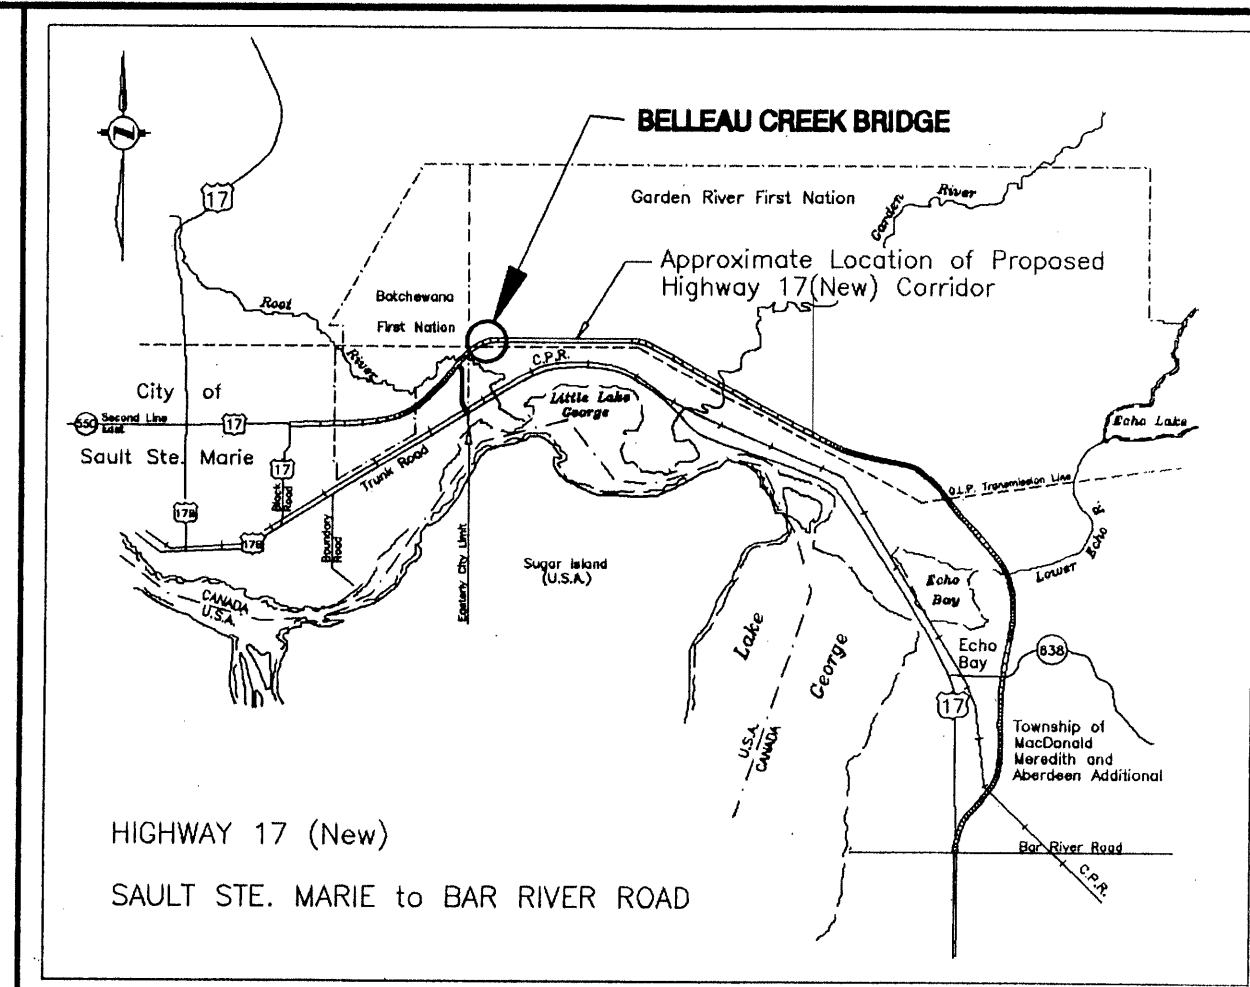 BELLEAU CREEK BRIDGE
N
17
Garden River First Nation
Garden River
Approximate Location of Proposed
Highway 17(New) Corridor
Root River
Batchewana
First Nation
C.P.R.
City of
Sault Ste. Marie
550
Second Line
East
17
Little Lake
George
Echo Lake
17
Black
Road
Trunk Road
17B
17B
Boundary
Road
Easterly City Limit
Sugar Island
(U.S.A.)
Transmission Line
Lower Echo R.
CANADA
U.S.A.
Echo
Bay
Lake George
Echo
Bay
638
17
U.S.A.
CANADA
Township of
MacDonald
Meredith and
Aberdeen Additional
HIGHWAY 17 (New)
SAULT STE. MARIE to BAR RIVER ROAD
Bar River Road
C.P.R.